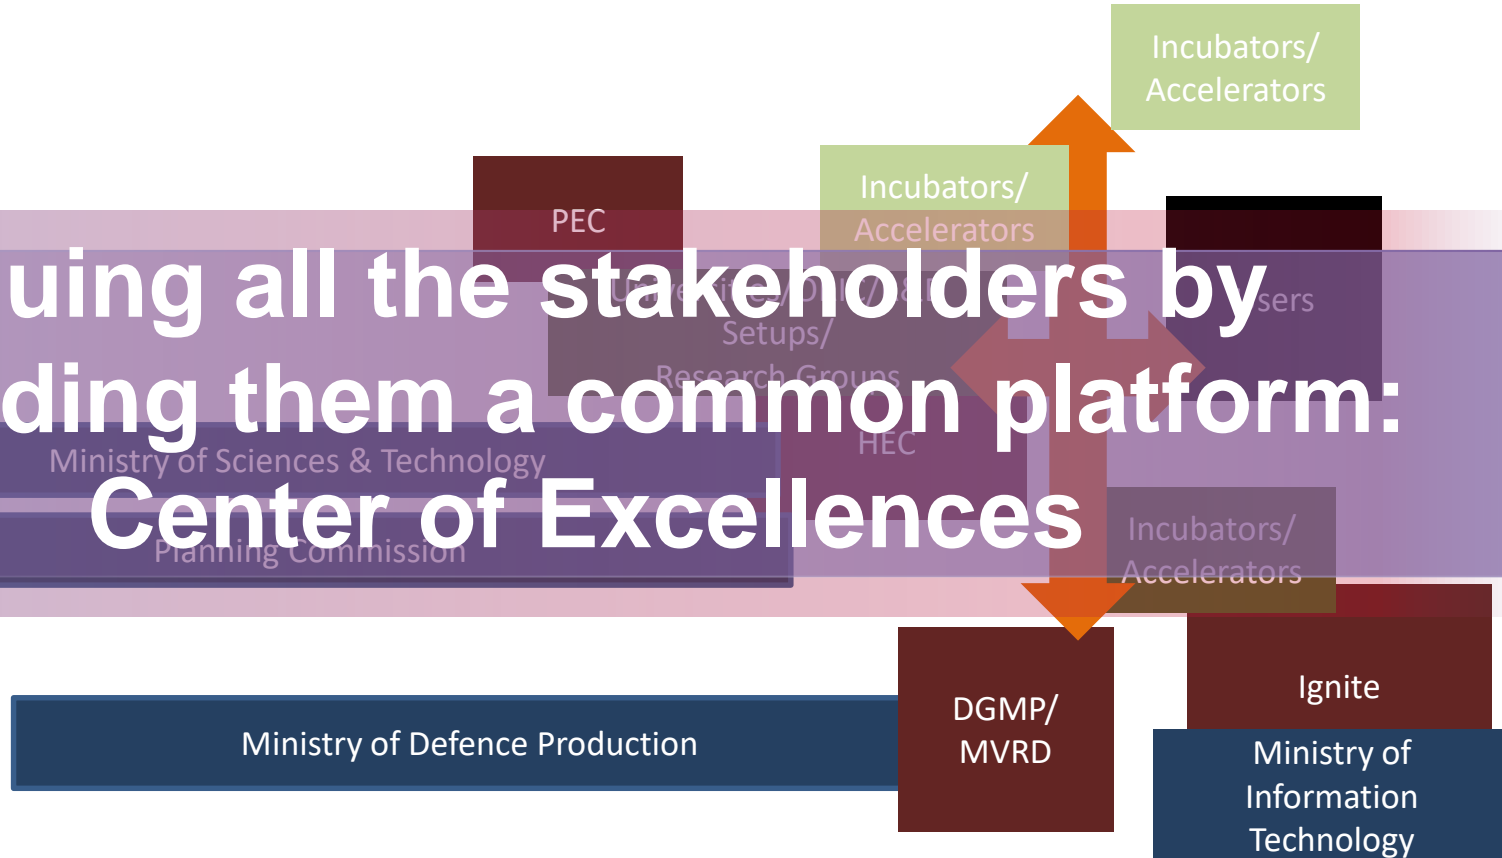 Incubators/
Accelerators
Incubators/
Accelerators
PEC
uing all the stakeholders by
ding them a common platform:
Center of Excellences
Setups/
Research Groups
sers
HEC
Ministry of Sciences & Technology
Planning Commission
Incubators/
Accelerators
Ministry of Defence Production
DGMP/
MVRD
Ignite
Ministry of
Information
Technology